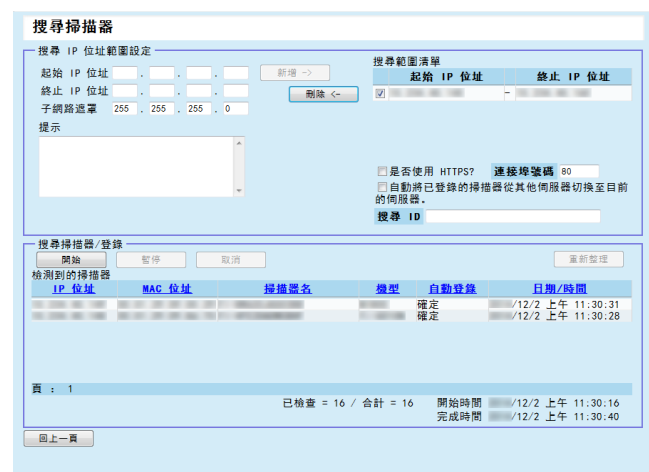 搜尋掃描器
搜尋 IP 位址範圍設定
起始 IP 位址 . . .
新增 ->
終止 IP 位址 . . .
刪除 <-
子網路遮罩 255 . 255 . 255 . 0
提示
搜尋範圍清單
起始 IP 位址 終止 IP 位址
-
是否使用 HTTPS? 連接埠號碼 80
自動將已登錄的掃描器從其他伺服器切換至目前
的伺服器。
搜尋 ID
搜尋掃描器/登錄
開始 暫停 取消 重新整理
檢測到的掃描器
IP 位址 MAC 位址 掃描器名 機型 自動登錄 日期/時間
確定 /12/2 上午 11:30:31
確定 /12/2 上午 11:30:28
頁 : 1
已檢查 = 16 / 合計 = 16 開始時間 /12/2 上午 11:30:16
完成時間 /12/2 上午 11:30:40
回上一頁